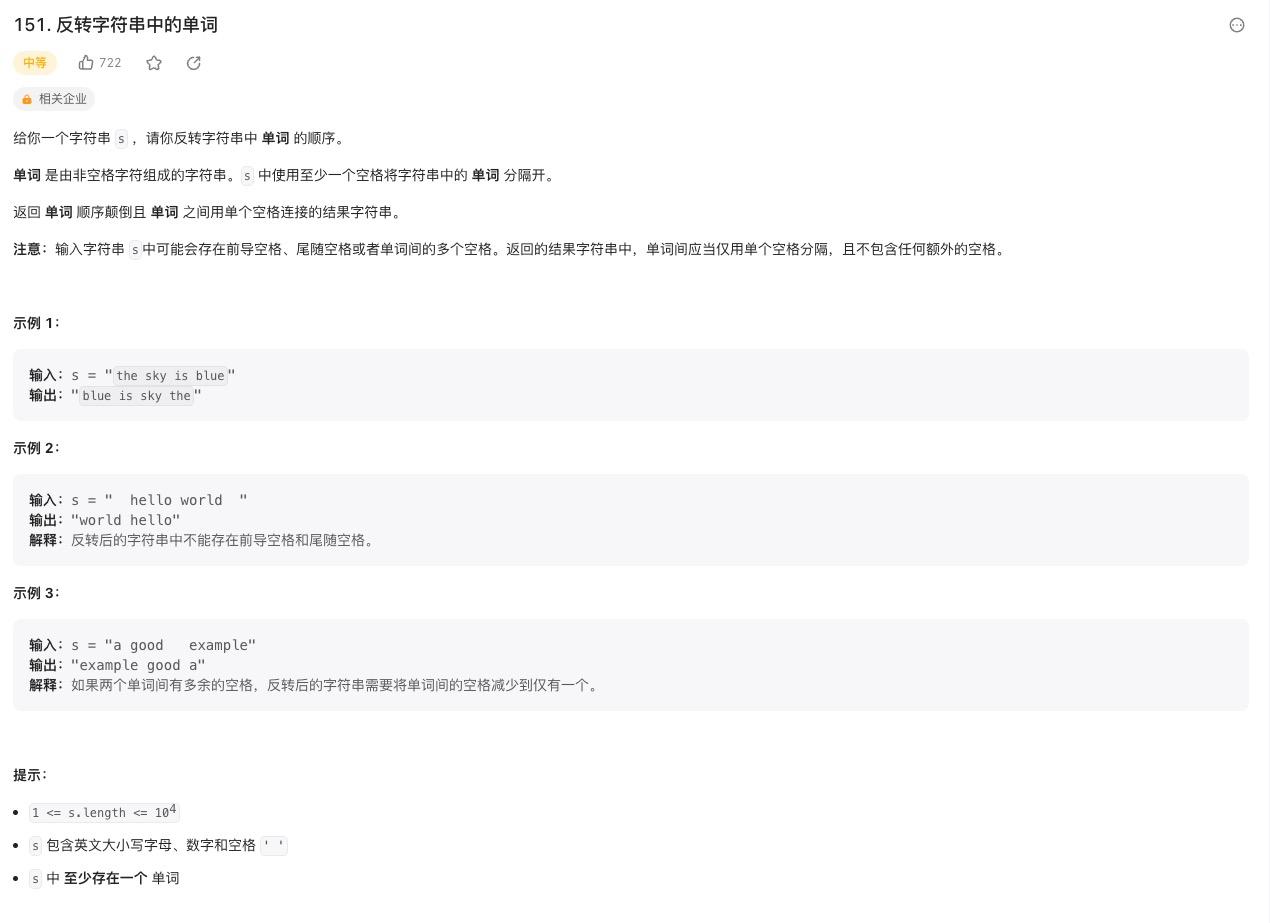 151. 反转字符串中的单词
中等 722
相关企业
给你一个字符串 s ，请你反转字符串中 单词 的顺序。
单词 是由非空格字符组成的字符串。s 中使用至少一个空格将字符串中的 单词 分隔开。
返回 单词 顺序颠倒且 单词 之间用单个空格连接的结果字符串。
注意：输入字符串 s中可能会存在前导空格、尾随空格或者单词间的多个空格。返回的结果字符串中，单词间应当仅用单个空格分隔，且不包含任何额外的空格。
示例 1：
输入：s = "the sky is blue"
输出："blue is sky the"
示例 2：
输入：s = "  hello world  "
输出："world hello"
解释：反转后的字符串中不能存在前导空格和尾随空格。
示例 3：
输入：s = "a good   example"
输出："example good a"
解释：如果两个单词间有多余的空格，反转后的字符串需要将单词间的空格减少到仅有一个。
提示：
1 <= s.length <= 10⁴
s 包含英文大小写字母、数字和空格 ' '
s 中 至少存在一个 单词